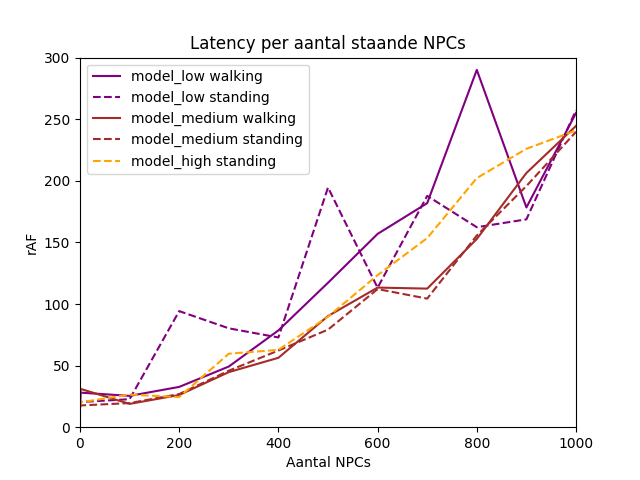 Latency per aantal staande NPCs
model_low walking
model_low standing
model_medium walking
model_medium standing
model_high standing
rAF
300
250
200
150
100
50
0
0 200 400 600 800 1000
Aantal NPCs